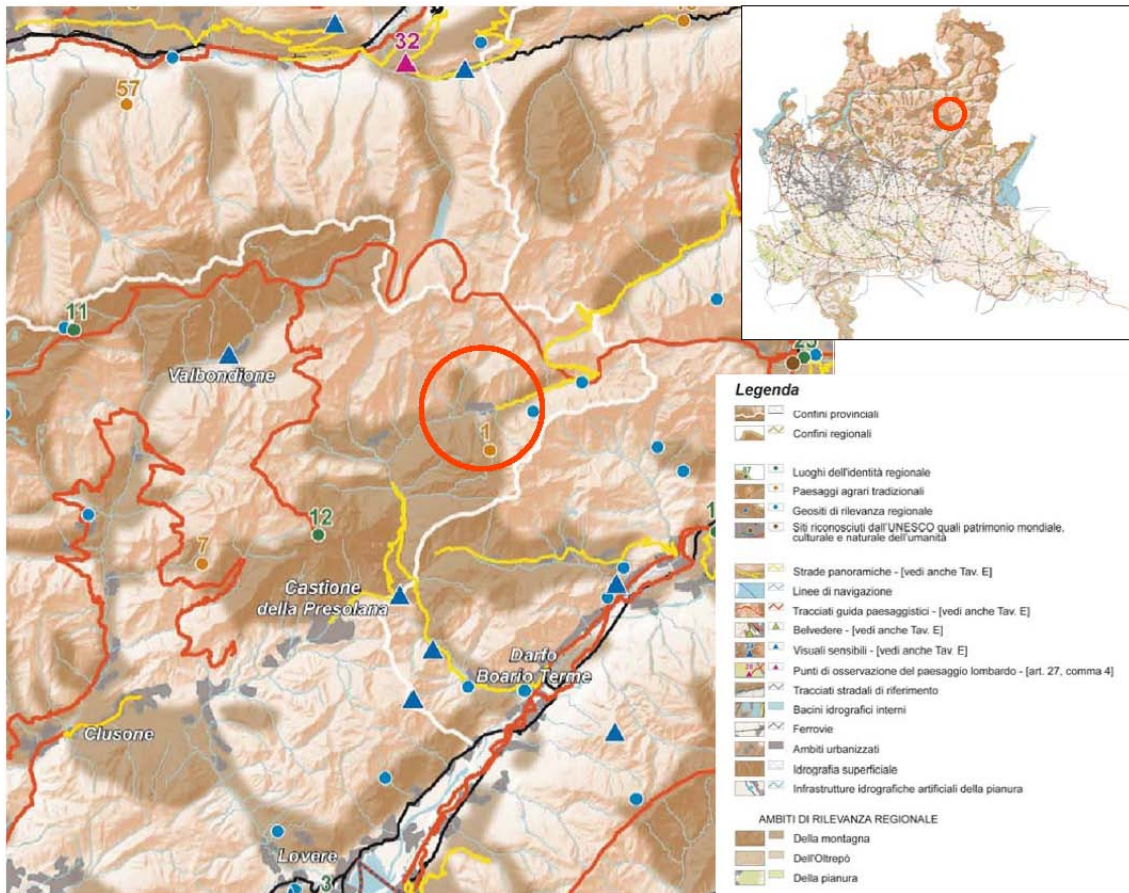 32
57
11
Valbondione
1
12
7
Castione
della Presolana
Darfo
Boario Terme
Clusone
Lovere
3
Legenda
Confini provinciali
Confini regionali
Luoghi dell'identità regionale
Paesaggi agrari tradizionali
Geositi di rilevanza regionale
Siti riconosciuti dall'UNESCO quali patrimonio mondiale,
culturale e naturale dell'umanità
Strade panoramiche - [vedi anche Tav. E]
Linee di navigazione
Tracciati guida paesaggistici - [vedi anche Tav. E]
Belvedere - [vedi anche Tav. E]
Visuali sensibili - [vedi anche Tav. E]
Punti di osservazione del paesaggio lombardo - [art. 27, comma 4]
Tracciati stradali di riferimento
Bacini idrografici interni
Ferrovie
Ambiti urbanizzati
Idrografia superficiale
Infrastrutture idrografiche artificiali della pianura
AMBITI DI RILEVANZA REGIONALE
Della montagna
Dell'Oltrepò
Della pianura